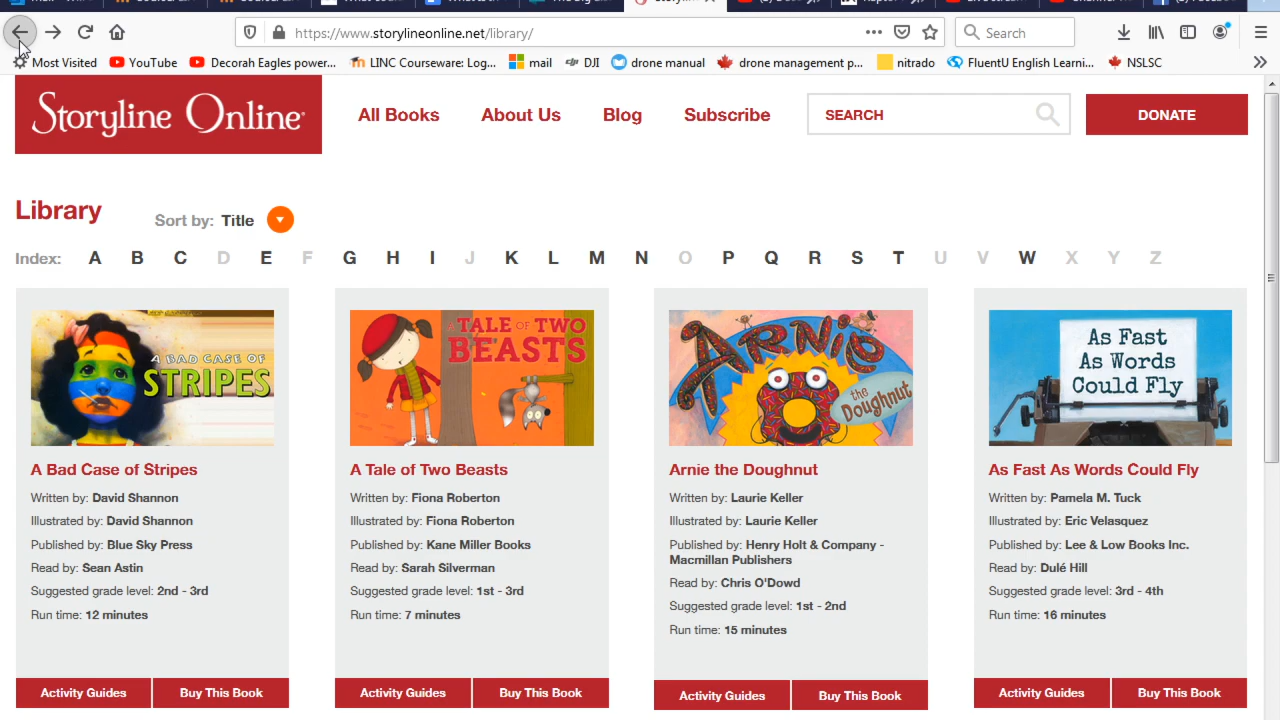 https://www.storylineonline.net/library/
Search
Most Visited
YouTube
Decorah Eagles power...
LINC Courseware: Log...
mail
DJI
drone manual
drone management p...
nitrado
FluentU English Learni...
NSLSC
Storyline Online
All Books
About Us
Blog
Subscribe
SEARCH
DONATE
Library
Sort by: Title
Index: A B C D E F G H I J K L M N O P Q R S T U V W X Y Z
A BAD CASE OF
STRIPES
A Bad Case of Stripes
Written by: David Shannon
Illustrated by: David Shannon
Published by: Blue Sky Press
Read by: Sean Astin
Suggested grade level: 2nd - 3rd
Run time: 12 minutes
Activity Guides
Buy This Book
A TALE OF TWO
BEASTS
A Tale of Two Beasts
Written by: Fiona Roberton
Illustrated by: Fiona Roberton
Published by: Kane Miller Books
Read by: Sarah Silverman
Suggested grade level: 1st - 3rd
Run time: 7 minutes
Activity Guides
Buy This Book
ARNIE
the
Doughnut
Arnie the Doughnut
Written by: Laurie Keller
Illustrated by: Laurie Keller
Published by: Henry Holt & Company -
Macmillan Publishers
Read by: Chris O'Dowd
Suggested grade level: 1st - 2nd
Run time: 15 minutes
Activity Guides
Buy This Book
As Fast
As Words
Could Fly
As Fast As Words Could Fly
Written by: Pamela M. Tuck
Illustrated by: Eric Velasquez
Published by: Lee & Low Books Inc.
Read by: Dulé Hill
Suggested grade level: 3rd - 4th
Run time: 16 minutes
Activity Guides
Buy This Book